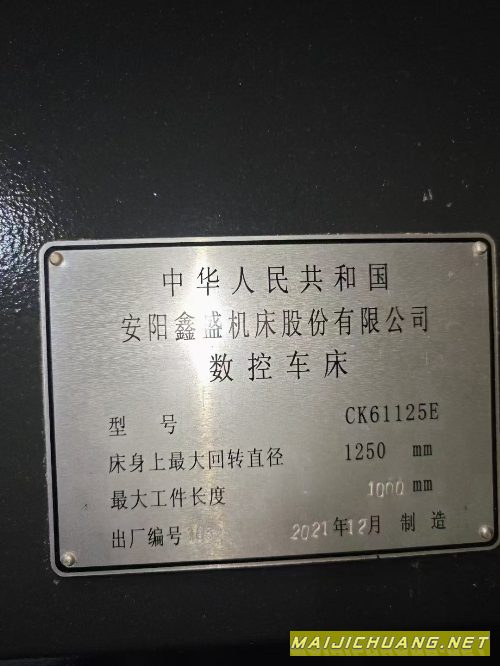 中华人民共和国
安阳鑫盛机床股份有限公司
数控车床
型 号 CK61125E
床身上最大回转直径 1250 mm
最大工件长度 1000 mm
出厂编号 2021年12月 制造
MAIJICHUANG.NET